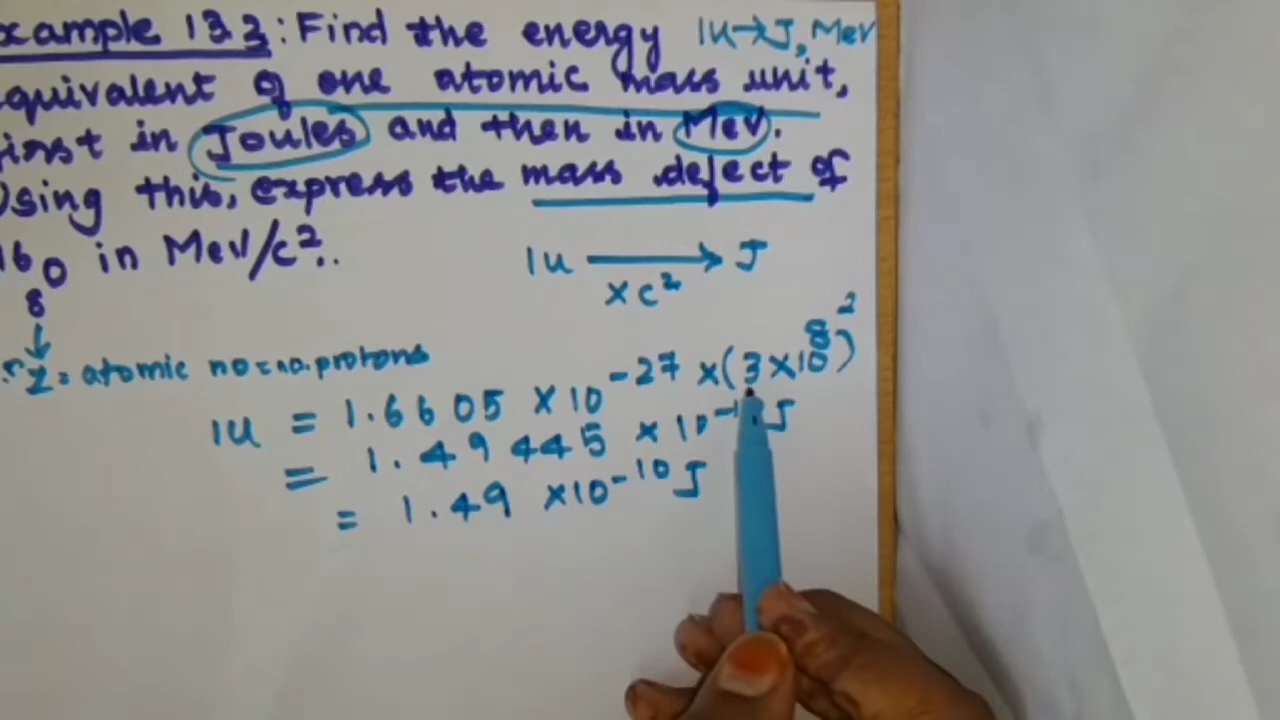 xample 13.2: Find the energy 1u→J, MeV
quivalent of one atomic mass unit,
first in Joules and then in MeV.
Using this, express the mass defect of
16 8 O in MeV/c².
1u → J
×c²
Z = atomic no = no. protons
1u = 1.6605 × 10⁻²⁷ × (3×10⁸)²
= 1.49445 × 10⁻ J
= 1.49 × 10⁻¹⁰ J